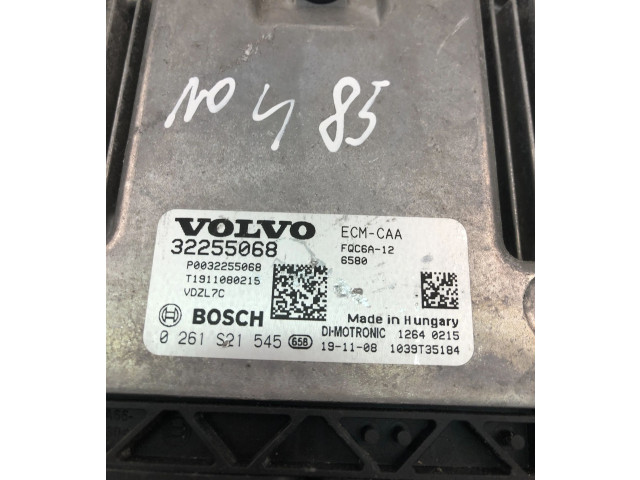 NO 4 85
VOLVO
32255068
P0032255068
T1911080215
VDZL7C
ECM-CAA
FQC6A-12
6580
BOSCH
0 261 S21 545 658
Made in Hungary
DI-MOTRONIC 1264 0215
19-11-08 1039T35184